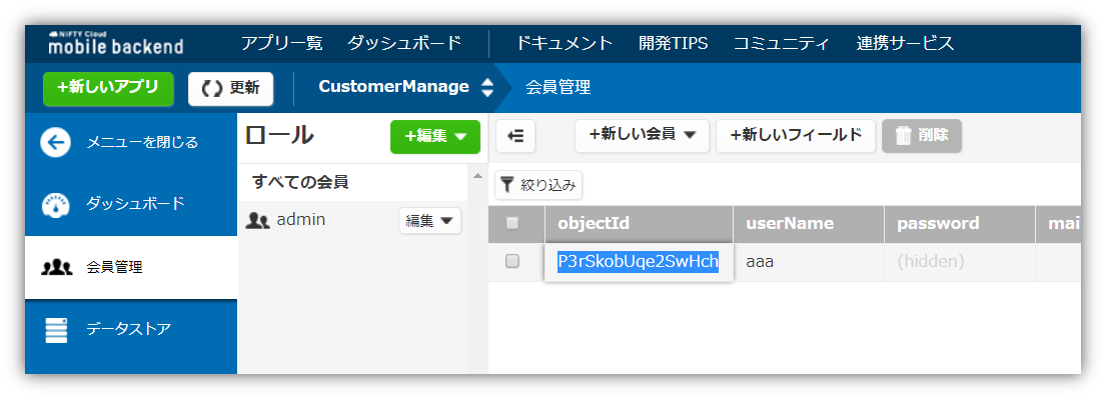 NIFTY Cloud
mobile backend
アプリ一覧 ダッシュボード ドキュメント 開発TIPS コミュニティ 連携サービス
+新しいアプリ 更新 CustomerManage 会員管理
メニューを閉じる
ダッシュボード
会員管理
データストア
ロール +編集
すべての会員
admin 編集
+新しい会員 +新しいフィールド 削除
絞り込み
objectId userName password mai
P3rSkobUqe2SwHch aaa (hidden)